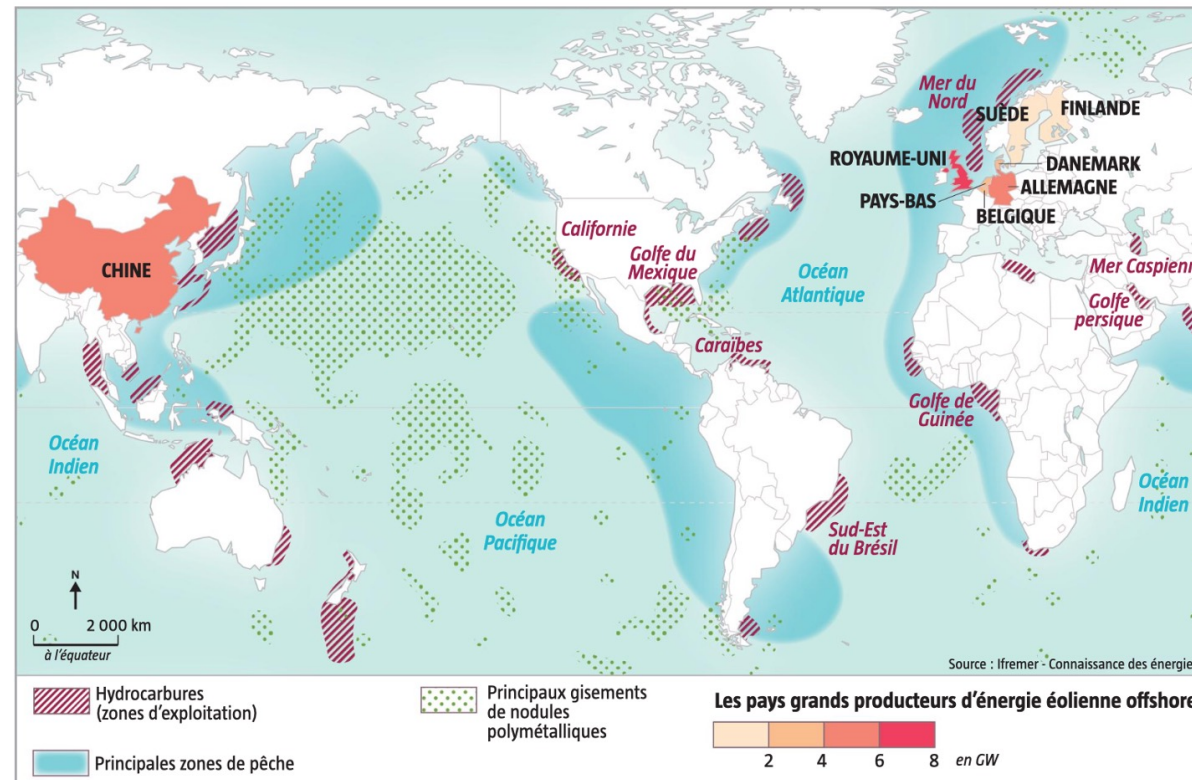 Mer du
Nord
SUÈDE
FINLANDE
ROYAUME-UNI
DANEMARK
ALLEMAGNE
PAYS-BAS
BELGIQUE
CHINE
Californie
Golfe du
Mexique
Océan
Atlantique
Mer Caspienn
Golfe
persique
Caraïbes
Golfe de
Guinée
Océan
Indien
Océan
Indien
Océan
Pacifique
Sud-Est
du Brésil
N
0 2 000 km
à l'équateur
Source : Ifremer - Connaissance des énergie
Hydrocarbures
(zones d'exploitation)
Principales zones de pêche
Principaux gisements
de nodules
polymétalliques
Les pays grands producteurs d'énergie éolienne offshore
2 4 6 8 en GW